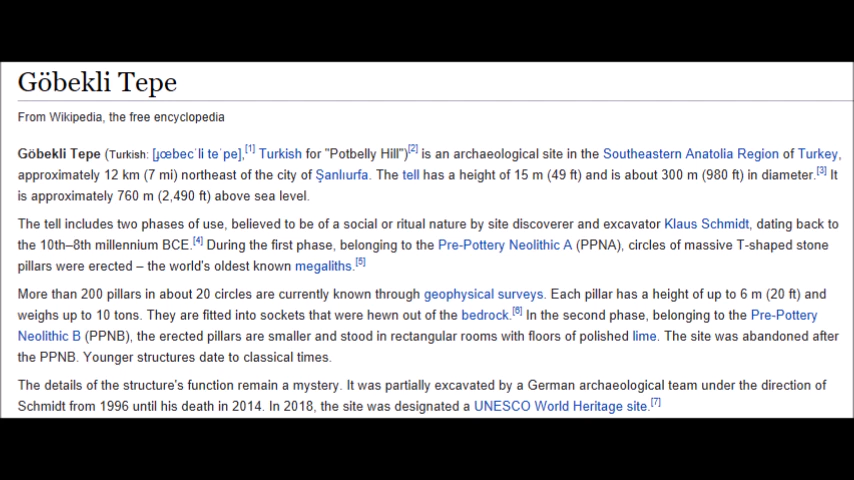 Göbekli Tepe
From Wikipedia, the free encyclopedia
Göbekli Tepe (Turkish: [ɟœbecˈli teˈpe],[1] Turkish for "Potbelly Hill")[2] is an archaeological site in the Southeastern Anatolia Region of Turkey,
approximately 12 km (7 mi) northeast of the city of Şanlıurfa. The tell has a height of 15 m (49 ft) and is about 300 m (980 ft) in diameter.[3] It
is approximately 760 m (2,490 ft) above sea level.
The tell includes two phases of use, believed to be of a social or ritual nature by site discoverer and excavator Klaus Schmidt, dating back to
the 10th–8th millennium BCE.[4] During the first phase, belonging to the Pre-Pottery Neolithic A (PPNA), circles of massive T-shaped stone
pillars were erected – the world's oldest known megaliths.[5]
More than 200 pillars in about 20 circles are currently known through geophysical surveys. Each pillar has a height of up to 6 m (20 ft) and
weighs up to 10 tons. They are fitted into sockets that were hewn out of the bedrock.[6] In the second phase, belonging to the Pre-Pottery
Neolithic B (PPNB), the erected pillars are smaller and stood in rectangular rooms with floors of polished lime. The site was abandoned after
the PPNB. Younger structures date to classical times.
The details of the structure's function remain a mystery. It was partially excavated by a German archaeological team under the direction of
Schmidt from 1996 until his death in 2014. In 2018, the site was designated a UNESCO World Heritage site.[7]